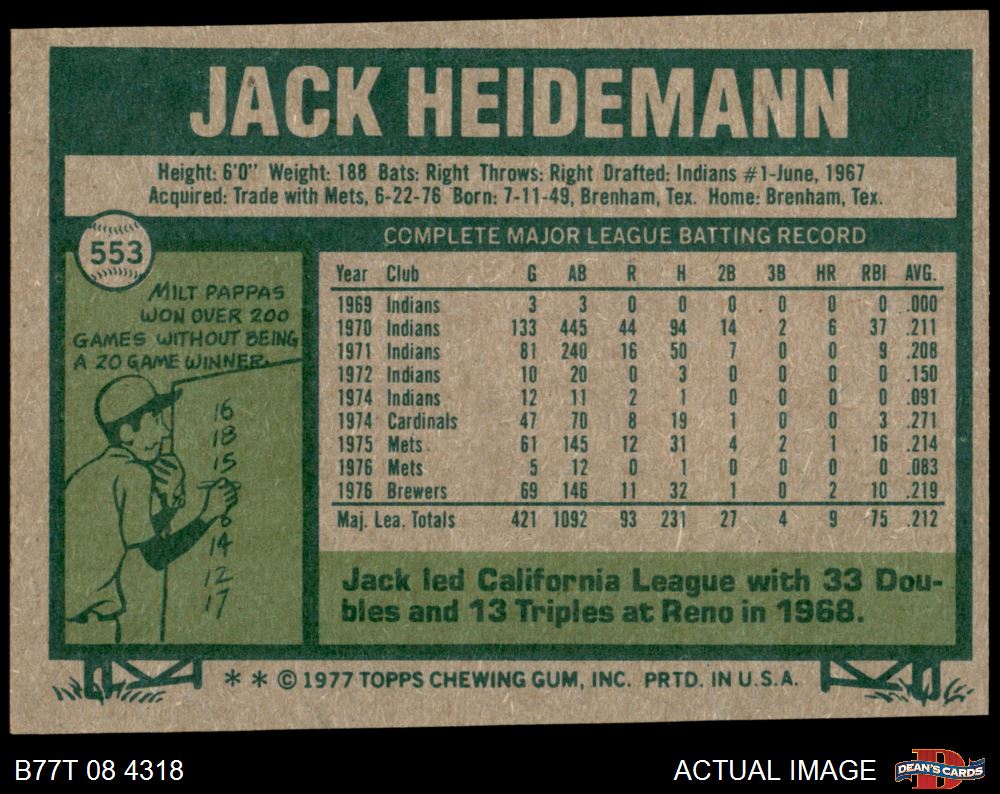 JACK HEIDEMANN
Height: 6'0" Weight: 188 Bats: Right Throws: Right Drafted: Indians #1-June, 1967
Acquired: Trade with Mets, 6-22-76 Born: 7-11-49, Brenham, Tex. Home: Brenham, Tex.
553
MILT PAPPAS
WON OVER 200
GAMES WITHOUT BEING
A 20 GAME WINNER.
16
18
15
14
12
17
COMPLETE MAJOR LEAGUE BATTING RECORD
Year Club G AB R H 2B 3B HR RBI AVG.
1969 Indians 3 3 0 0 0 0 0 0 .000
1970 Indians 133 445 44 94 14 2 6 37 .211
1971 Indians 81 240 16 50 7 0 0 9 .208
1972 Indians 10 20 0 3 0 0 0 0 .150
1974 Indians 12 11 2 1 0 0 0 0 .091
1974 Cardinals 47 70 8 19 1 0 0 3 .271
1975 Mets 61 145 12 31 4 2 1 16 .214
1976 Mets 5 12 0 1 0 0 0 0 .083
1976 Brewers 69 146 11 32 1 0 2 10 .219
Maj. Lea. Totals 421 1092 93 231 27 4 9 75 .212
Jack led California League with 33 Dou-
bles and 13 Triples at Reno in 1968.
* * © 1977 TOPPS CHEWING GUM, INC. PRTD. IN U.S.A.
B77T 08 4318
ACTUAL IMAGE
DEAN'S CARDS